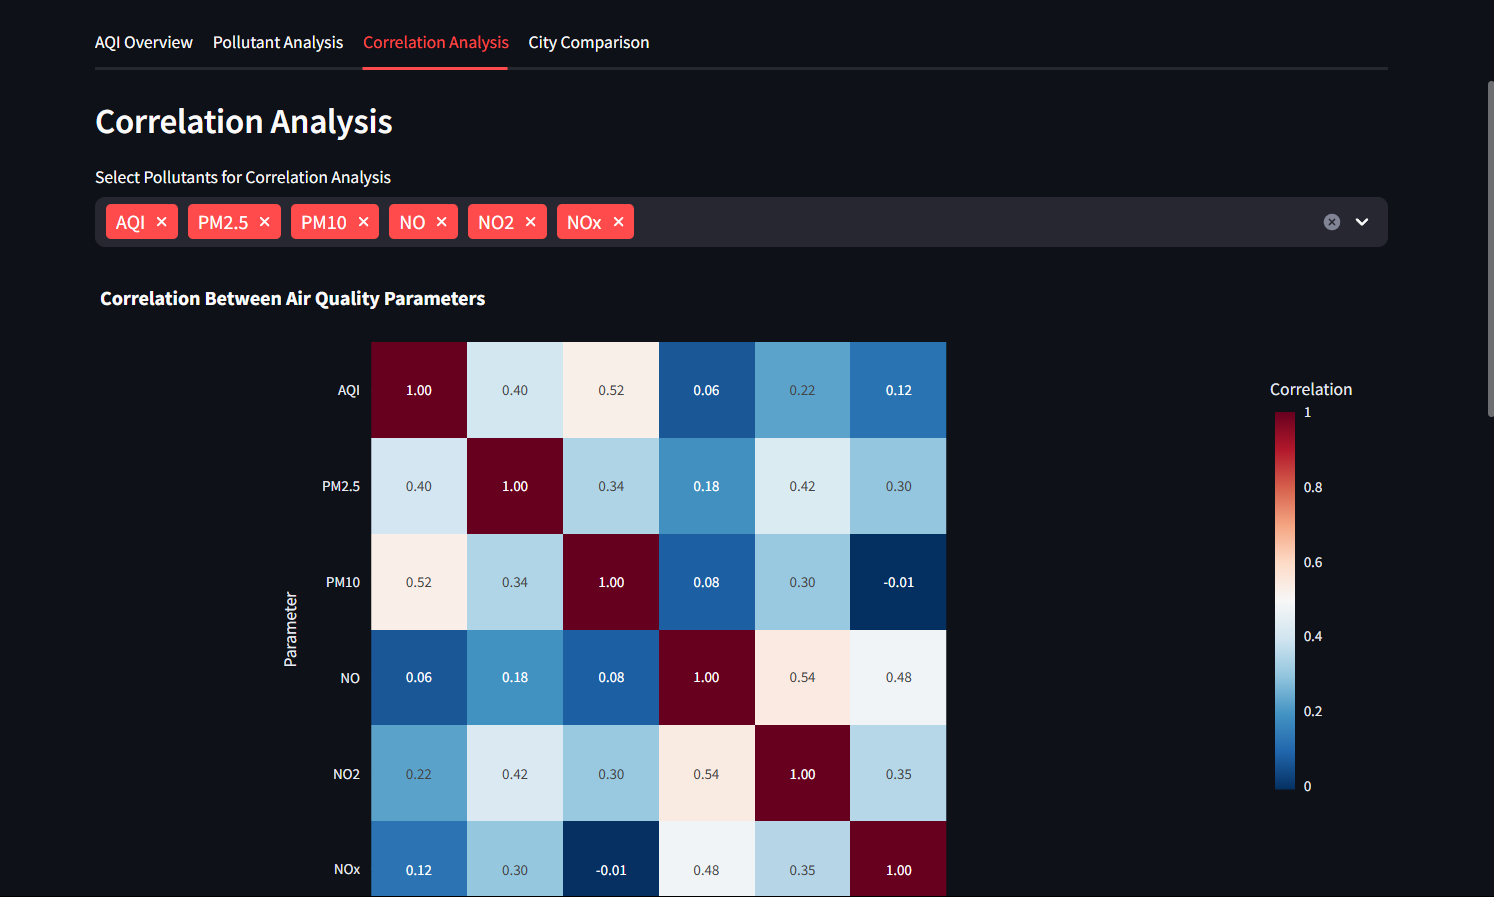 AQI Overview Pollutant Analysis Correlation Analysis City Comparison
Correlation Analysis
Select Pollutants for Correlation Analysis
AQI × PM2.5 × PM10 × NO × NO2 × NOx ×
Correlation Between Air Quality Parameters
AQI 1.00 0.40 0.52 0.06 0.22 0.12
PM2.5 0.40 1.00 0.34 0.18 0.42 0.30
PM10 0.52 0.34 1.00 0.08 0.30 -0.01
NO 0.06 0.18 0.08 1.00 0.54 0.48
NO2 0.22 0.42 0.30 0.54 1.00 0.35
NOx 0.12 0.30 -0.01 0.48 0.35 1.00
Parameter
Correlation
1
0.8
0.6
0.4
0.2
0